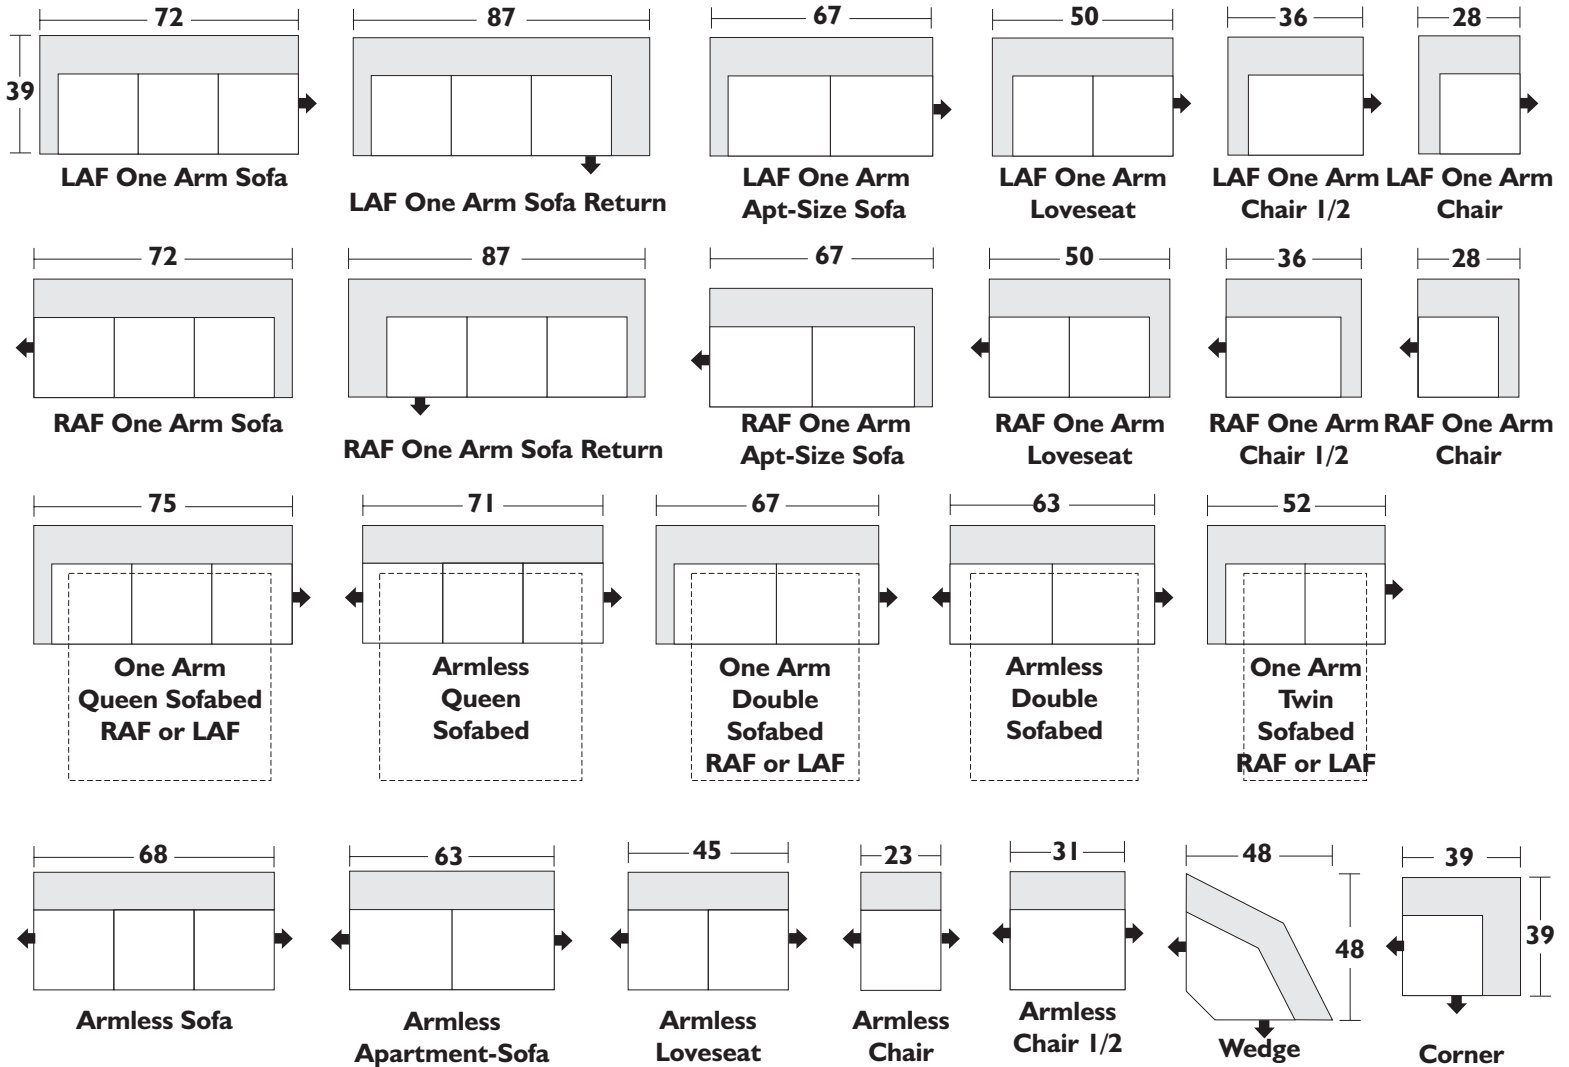 72
87
67
50
36
28
39
LAF One Arm Sofa
LAF One Arm Sofa Return
LAF One Arm
Apt-Size Sofa
LAF One Arm
Loveseat
LAF One Arm
Chair 1/2
LAF One Arm
Chair
72
87
67
50
36
28
RAF One Arm Sofa
RAF One Arm Sofa Return
RAF One Arm
Apt-Size Sofa
RAF One Arm
Loveseat
RAF One Arm
Chair 1/2
RAF One Arm
Chair
75
71
67
63
52
One Arm
Queen Sofabed
RAF or LAF
Armless
Queen
Sofabed
One Arm
Double
Sofabed
RAF or LAF
Armless
Double
Sofabed
One Arm
Twin
Sofabed
RAF or LAF
68
63
45
23
31
48
39
48
39
Armless Sofa
Armless
Apartment-Sofa
Armless
Loveseat
Armless
Chair
Armless
Chair 1/2
Wedge
Corner